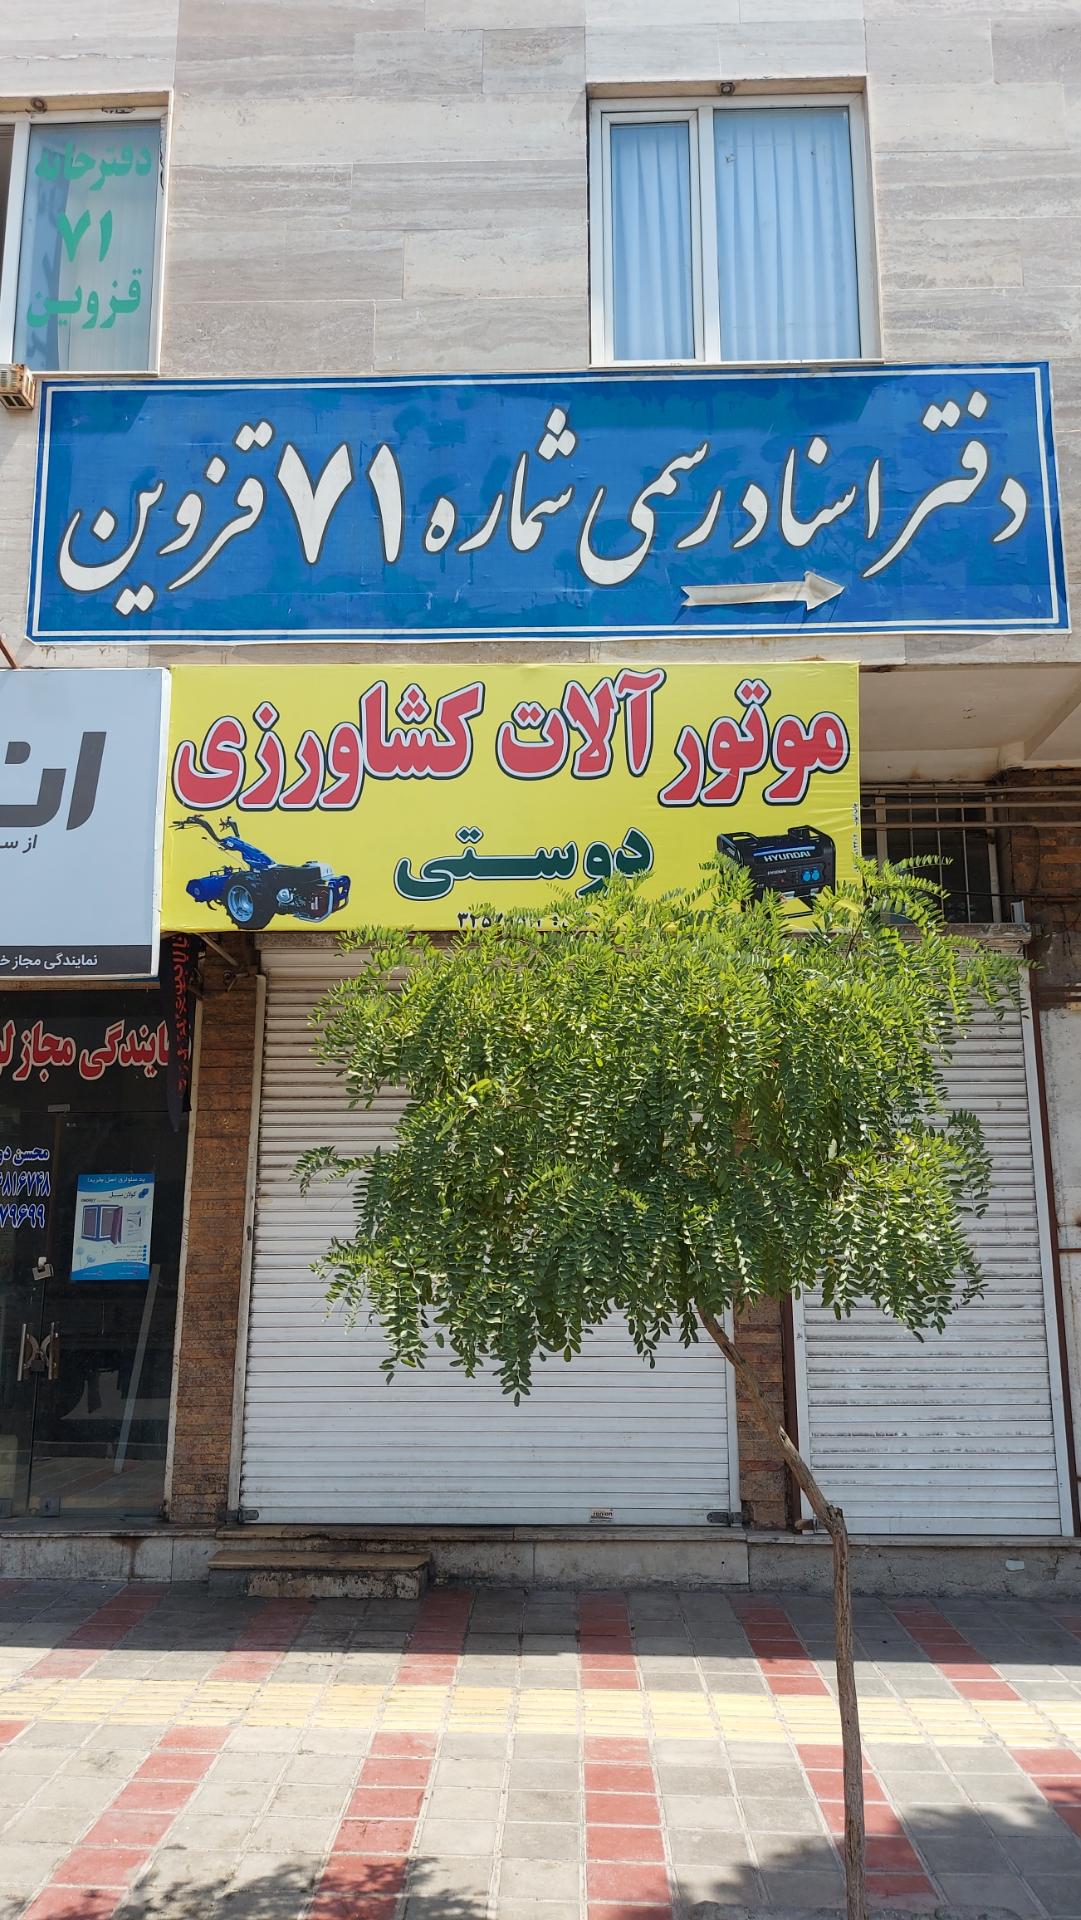 دفترخانه
۷۱
قزوین
دفتر اسناد رسمی شماره ۷۱ قزوین
موتور آلات کشاورزی
دوستی
HYUNDAI
از
نمایندگی مجاز
نمایندگی مجاز
محسن